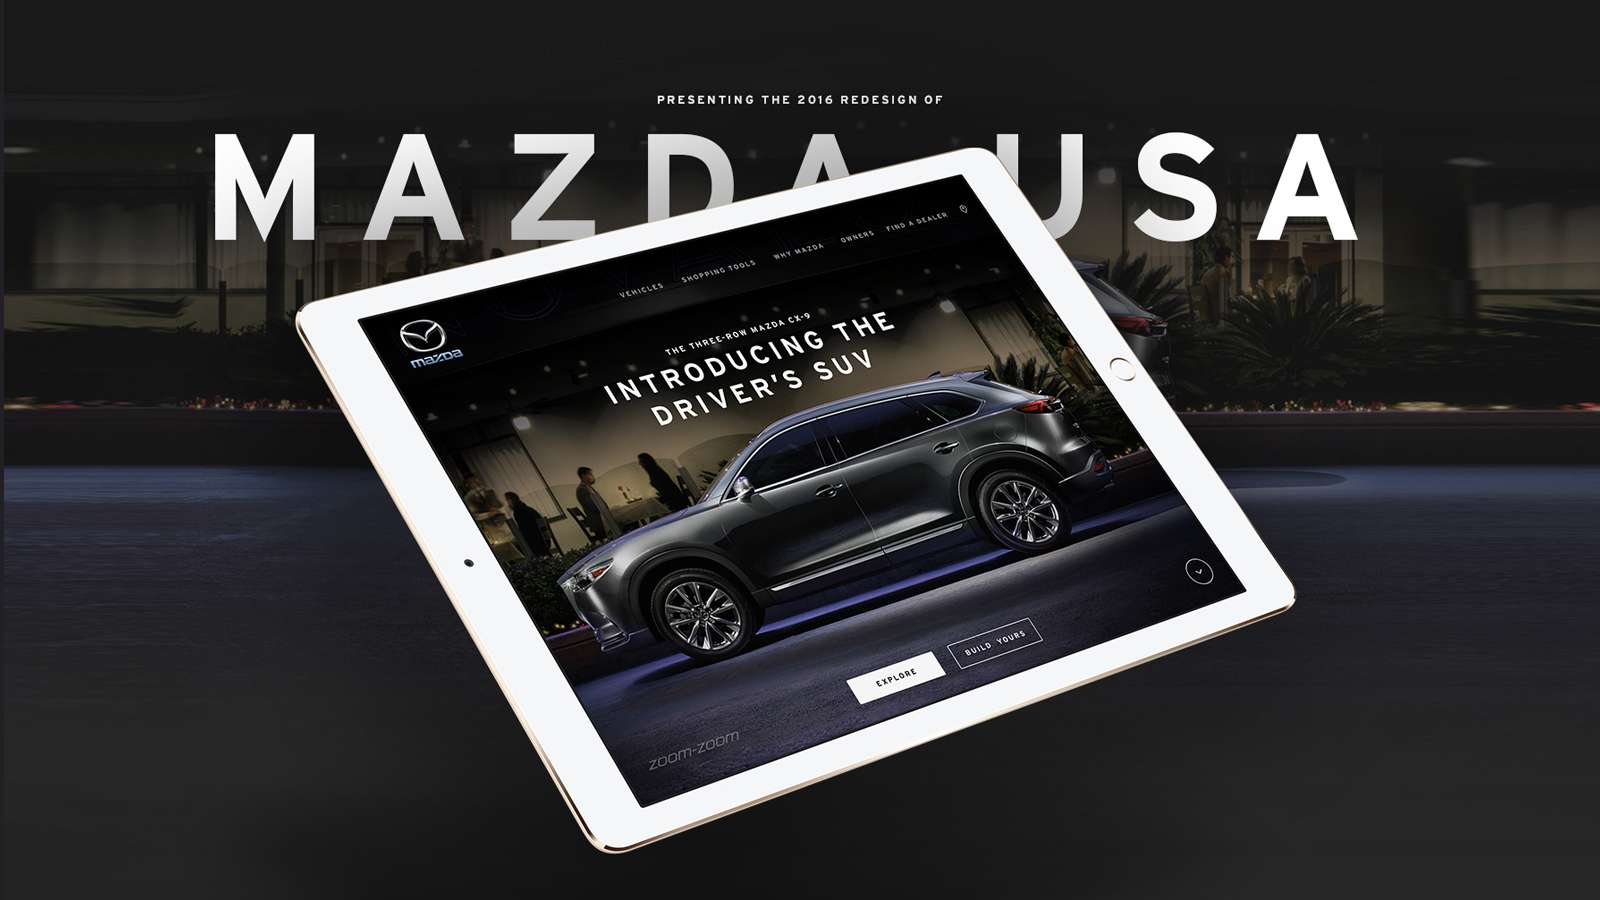 PRESENTING THE 2016 REDESIGN OF
MAZDA USA
VEHICLES SHOPPING TOOLS WHY MAZDA OWNERS FIND A DEALER
mazda
THE THREE-ROW MAZDA CX-9
INTRODUCING THE
DRIVER'S SUV
EXPLORE BUILD YOURS
zoom-zoom